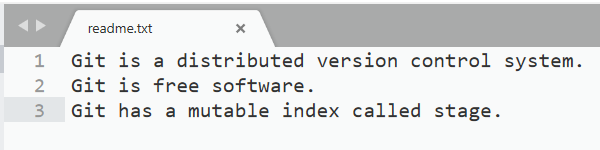 readme.txt ×
1 Git is a distributed version control system.
2 Git is free software.
3 Git has a mutable index called stage.